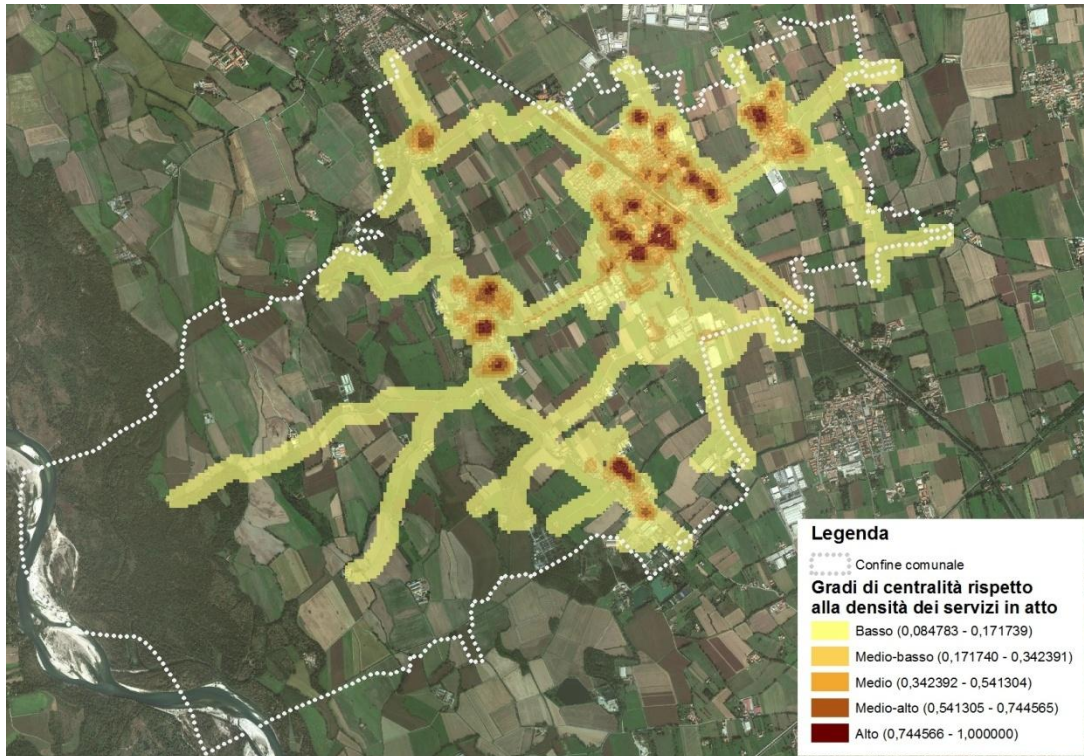 Legenda
Confine comunale
Gradi di centralità rispetto
alla densità dei servizi in atto
Basso (0,084783 - 0,171739)
Medio-basso (0,171740 - 0,342391)
Medio (0,342392 - 0,541304)
Medio-alto (0,541305 - 0,744565)
Alto (0,744566 - 1,000000)